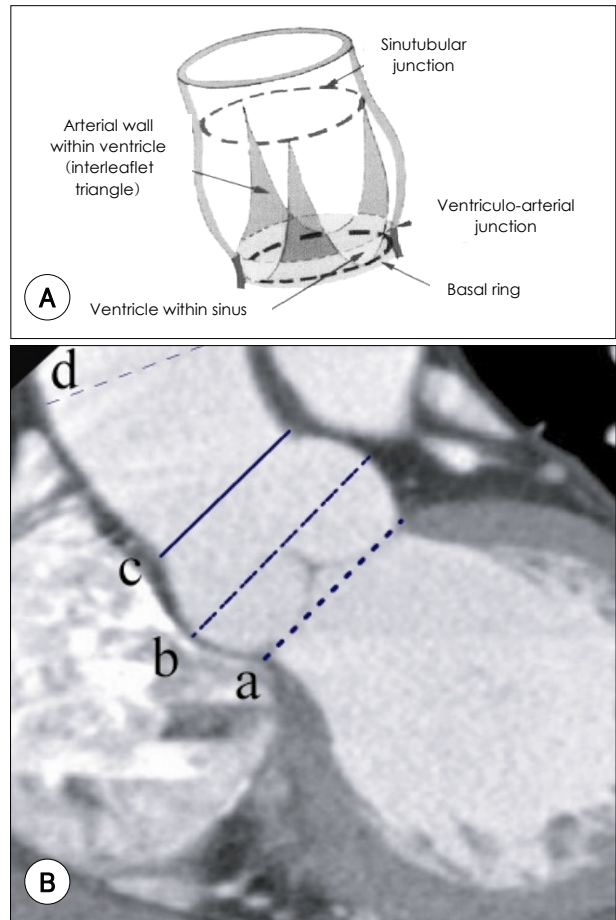 Sinutubular
junction
Arterial wall
within ventricle
(interleaflet
triangle)
Ventriculo-arterial
junction
Basal ring
Ventricle within sinus
A
d
c
b
a
B